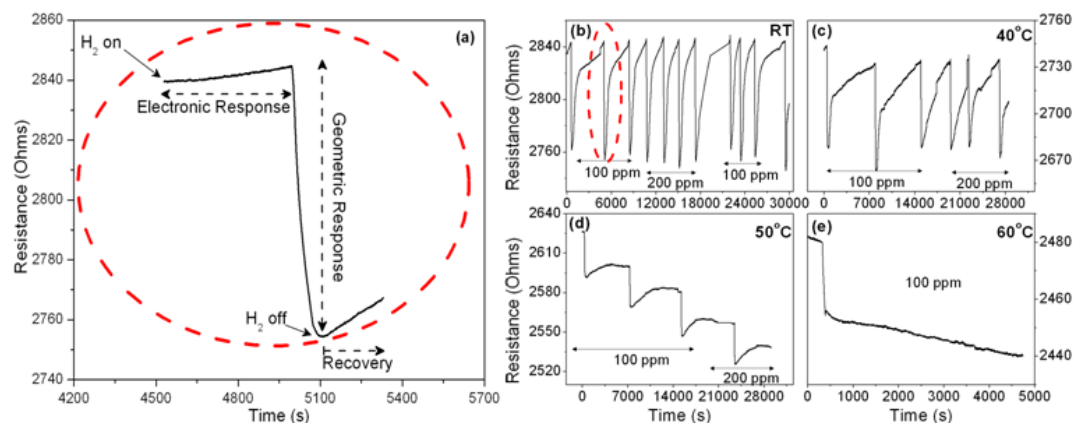 (a)
H2 on
Electronic Response
Geometric Response
H2 off
Recovery
2860
2840
2820
2800
2780
2760
2740
Resistance (Ohms)
4200 4500 4800 5100 5400 5700
Time (s)
(b) RT
2840
2800
2760
Resistance (Ohms)
100 ppm
200 ppm
100 ppm
0 6000 12000 18000 24000 30000
(c) 40°C
2760
2730
2700
2670
2640
100 ppm
200 ppm
0 7000 14000 21000 28000
(d) 50°C
2640
2610
2580
2550
2520
Resistance (Ohms)
100 ppm
200 ppm
0 7000 14000 21000 28000
Time (s)
(e) 60°C
100 ppm
2480
2460
2440
0 1000 2000 3000 4000 5000
Time (s)